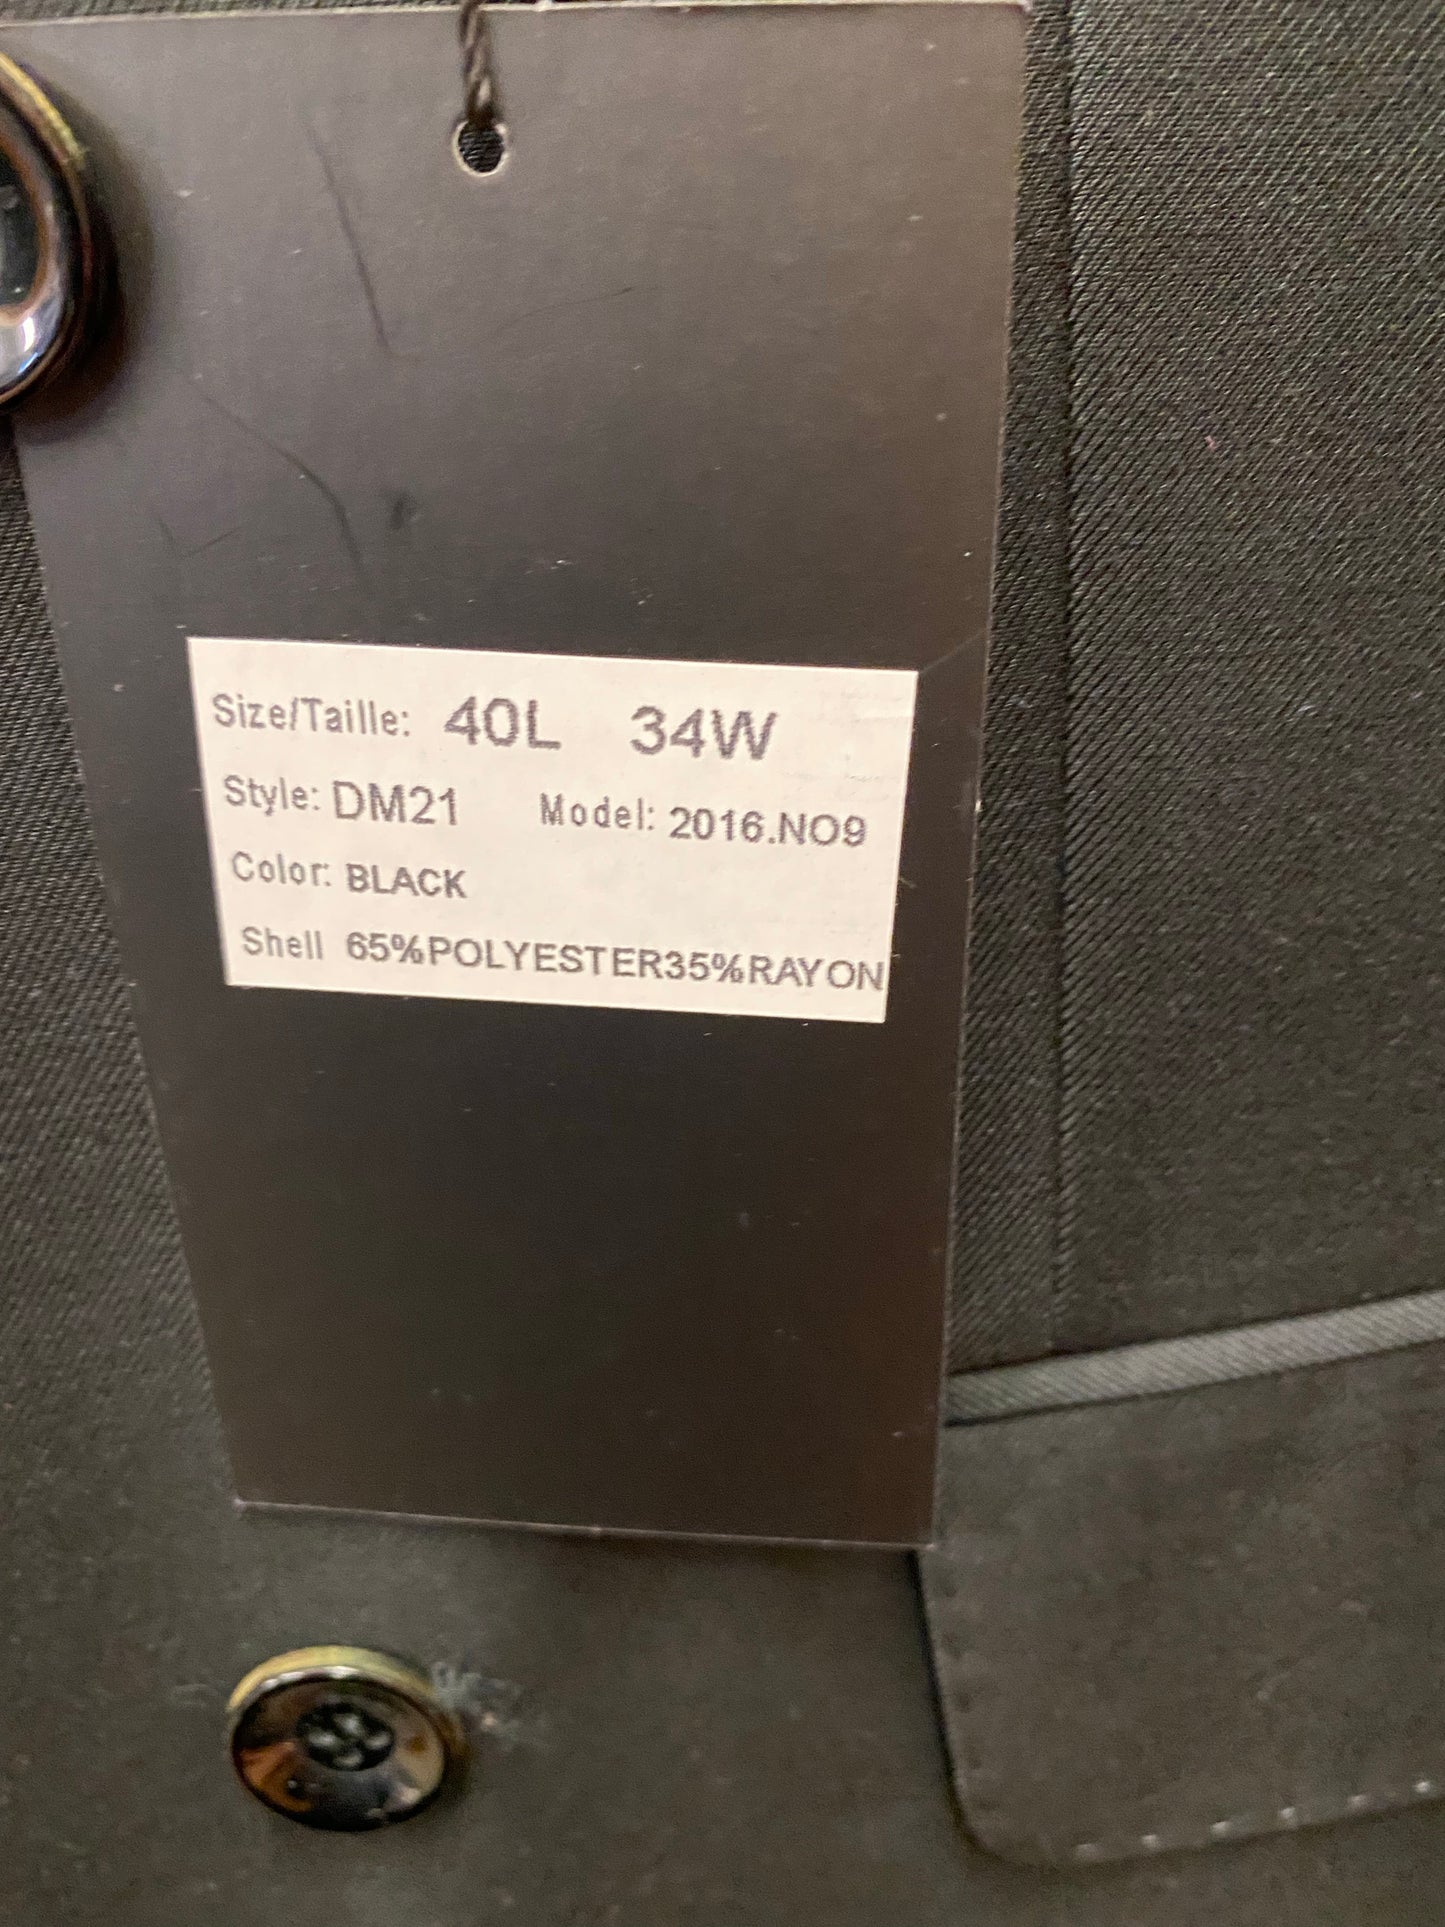 Size/Taille: 40L 34W
Style: DM21 Model: 2016.NO9
Color: BLACK
Shell 65%POLYESTER35%RAYON